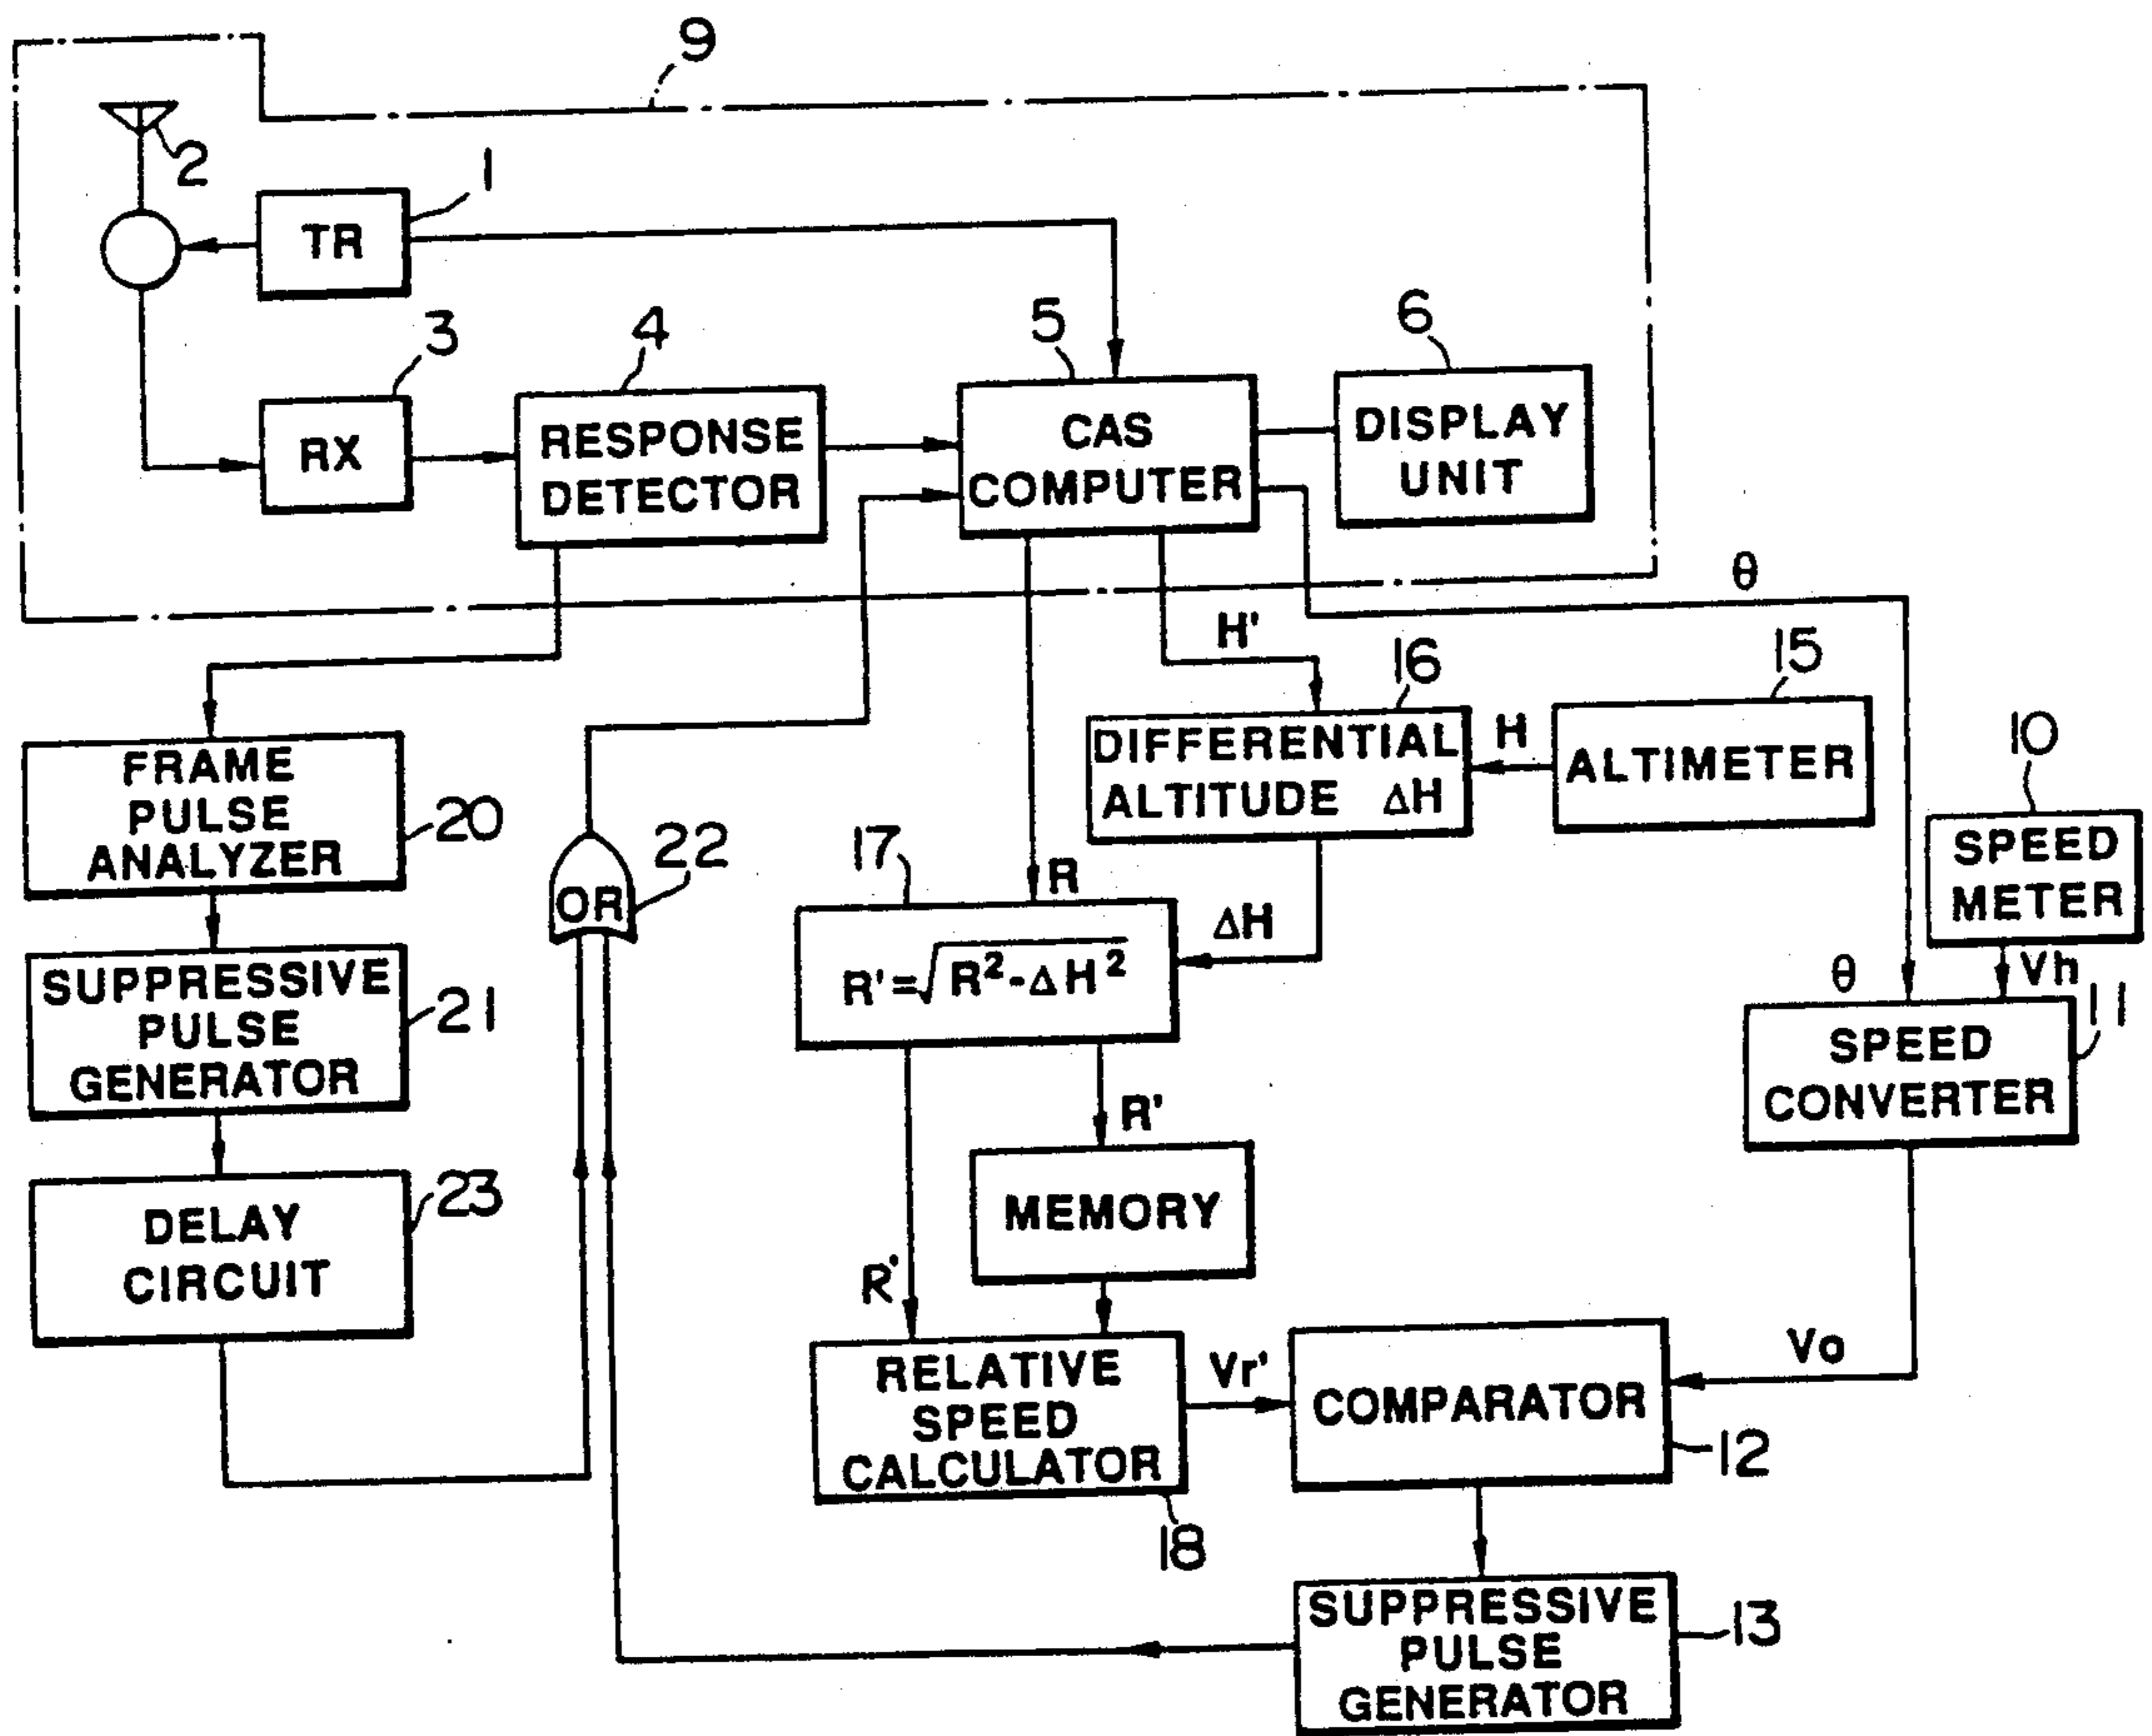 9
2
1
TR
3
4
5
6
RX
RESPONSE
DETECTOR
CAS
COMPUTER
DISPLAY
UNIT
θ
H'
16
15
10
FRAME
PULSE
ANALYZER
20
22
OR
17
R
DIFFERENTIAL
ALTITUDE ΔH
H
ALTIMETER
SPEED
METER
ΔH
θ
Vh
11
SUPPRESSIVE
PULSE
GENERATOR
21
R'=√R²-ΔH²
SPEED
CONVERTER
R'
DELAY
CIRCUIT
23
MEMORY
R'
RELATIVE
SPEED
CALCULATOR
18
Vr'
COMPARATOR
12
Vo
SUPPRESSIVE
PULSE
GENERATOR
13